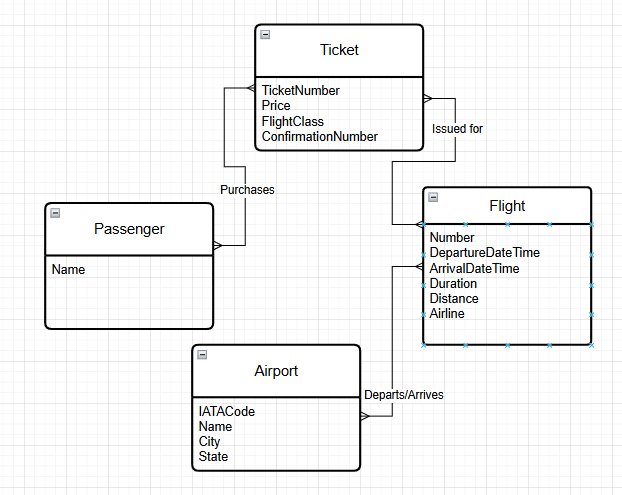 Ticket
TicketNumber
Price
FlightClass
ConfirmationNumber
Issued for
Purchases
Passenger
Name
Flight
Number
DepartureDateTime
ArrivalDateTime
Duration
Distance
Airline
Airport
IATACode
Name
City
State
Departs/Arrives